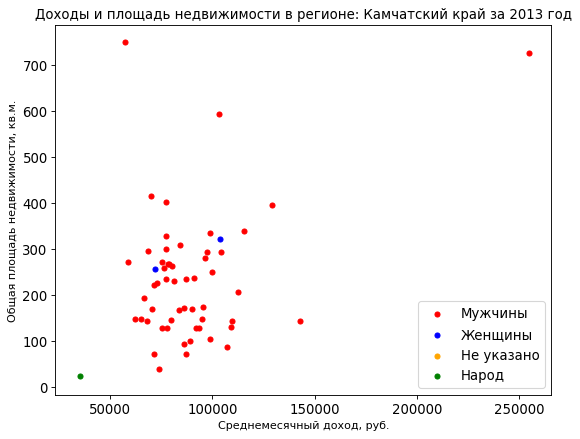 Доходы и площадь недвижимости в регионе: Камчатский край за 2013 год
Общая площадь недвижимости, кв.м.
700
600
500
400
300
200
100
0
Мужчины
Женщины
Не указано
Народ
50000 100000 150000 200000 250000
Среднемесячный доход, руб.